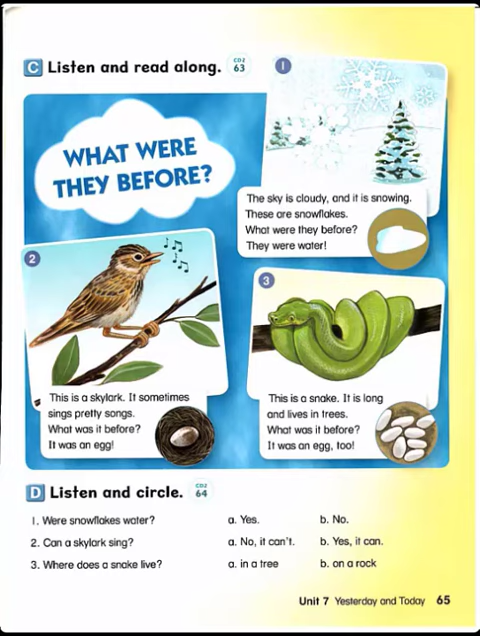 C Listen and read along. CD2 63
WHAT WERE
THEY BEFORE?
1
The sky is cloudy, and it is snowing.
These are snowflakes.
What were they before?
They were water!
2
This is a skylark. It sometimes
sings pretty songs.
What was it before?
It was an egg!
3
This is a snake. It is long
and lives in trees.
What was it before?
It was an egg, too!
D Listen and circle. CD2 64
1. Were snowflakes water? a. Yes. b. No.
2. Can a skylark sing? a. No, it can't. b. Yes, it can.
3. Where does a snake live? a. in a tree b. on a rock
Unit 7 Yesterday and Today 65